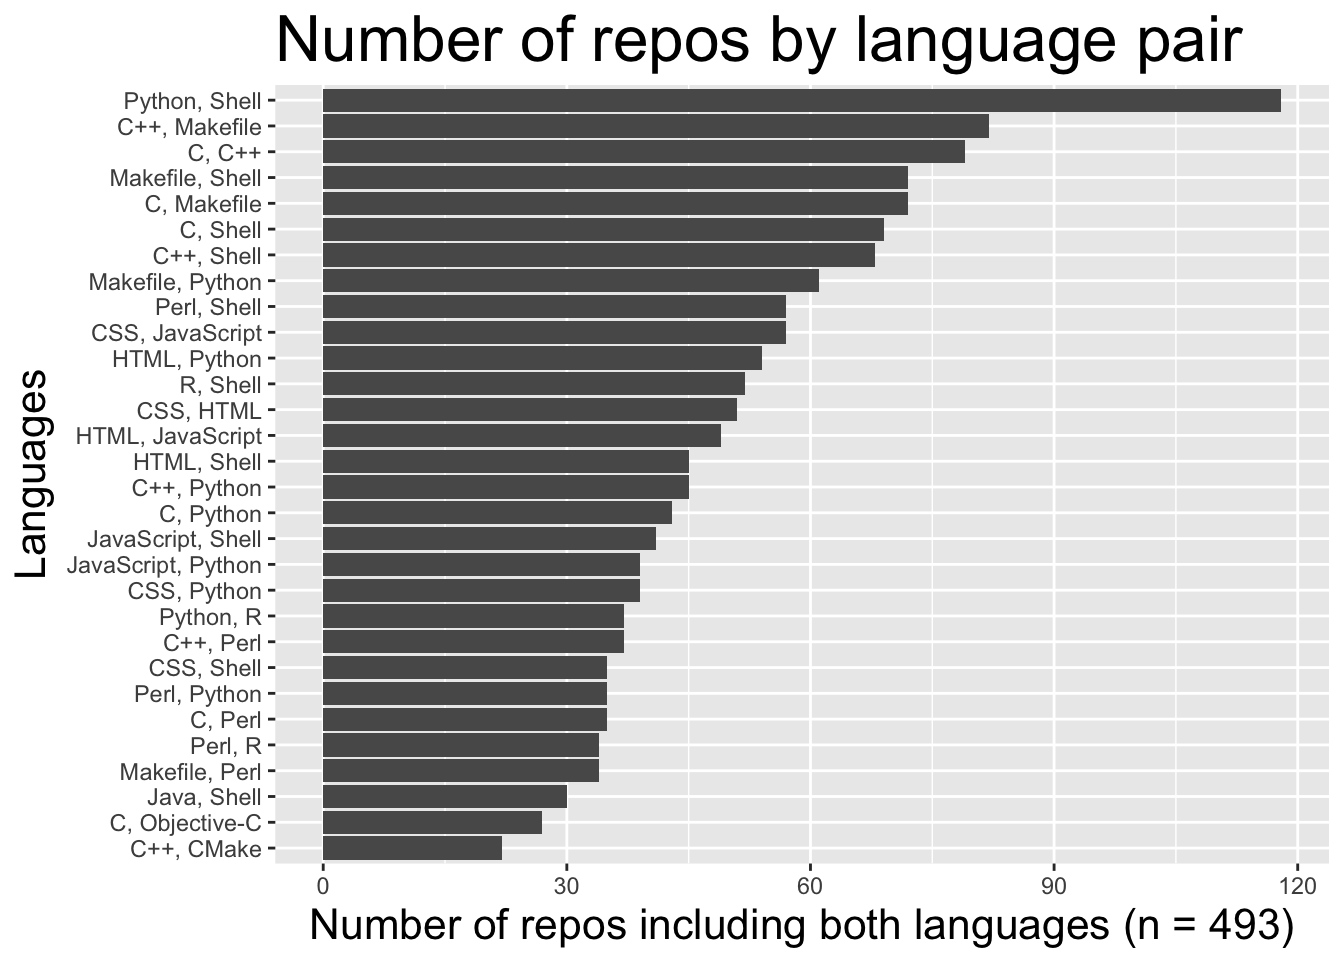 Number of repos by language pair
Python, Shell
C++, Makefile
C, C++
Makefile, Shell
C, Makefile
C, Shell
C++, Shell
Makefile, Python
Perl, Shell
CSS, JavaScript
HTML, Python
R, Shell
CSS, HTML
HTML, JavaScript
HTML, Shell
C++, Python
C, Python
JavaScript, Shell
JavaScript, Python
CSS, Python
Python, R
C++, Perl
CSS, Shell
Perl, Python
C, Perl
Perl, R
Makefile, Perl
Java, Shell
C, Objective-C
C++, CMake
Languages
0 30 60 90 120
Number of repos including both languages (n = 493)